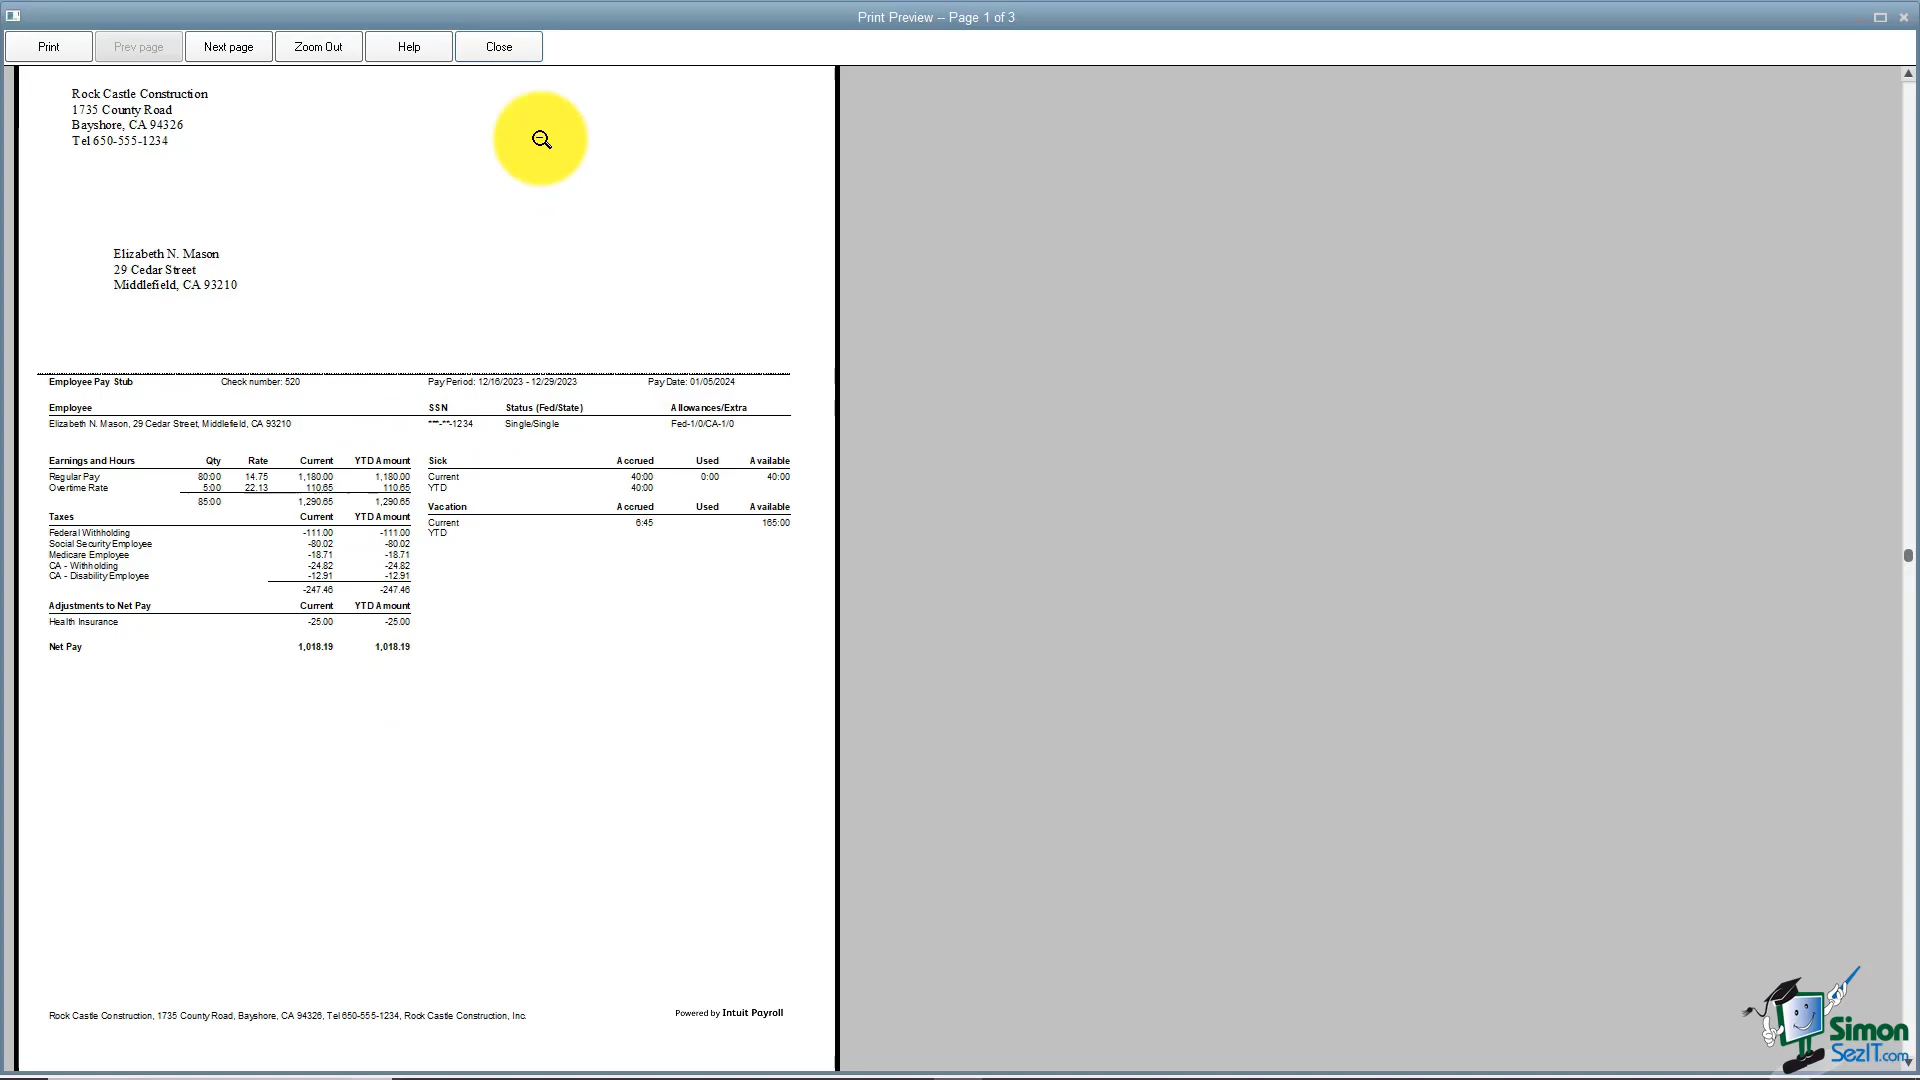 Print Preview -- Page 1 of 3
Print Prev page Next page Zoom Out Help Close
Rock Castle Construction
1735 County Road
Bayshore, CA 94326
Tel 650-555-1234
Elizabeth N. Mason
29 Cedar Street
Middlefield, CA 93210
Employee Pay Stub Check number: 520 Pay Period: 12/16/2023 - 12/29/2023 Pay Date: 01/05/2024
Employee SSN Status (Fed/State) Allowances/Extra
Elizabeth N. Mason, 29 Cedar Street, Middlefield, CA 93210 ***-**-1234 Single/Single Fed-1/0/CA-1/0
Earnings and Hours Qty Rate Current YTD Amount
Regular Pay 80:00 14.75 1,180.00 1,180.00
Overtime Rate 5:00 22.13 110.65 110.65
85:00 1,290.65 1,290.65
Taxes Current YTD Amount
Federal Withholding -111.00 -111.00
Social Security Employee -80.02 -80.02
Medicare Employee -18.71 -18.71
CA - Withholding -24.82 -24.82
CA - Disability Employee -12.91 -12.91
-247.46 -247.46
Adjustments to Net Pay Current YTD Amount
Health Insurance -25.00 -25.00
Net Pay 1,018.19 1,018.19
Sick Accrued Used Available
Current 40:00 0:00 40:00
YTD 40:00
Vacation Accrued Used Available
Current 6:45 165:00
YTD
Rock Castle Construction, 1735 County Road, Bayshore, CA 94326, Tel 650-555-1234, Rock Castle Construction, Inc.
Powered by Intuit Payroll
Simon
SezIT.com